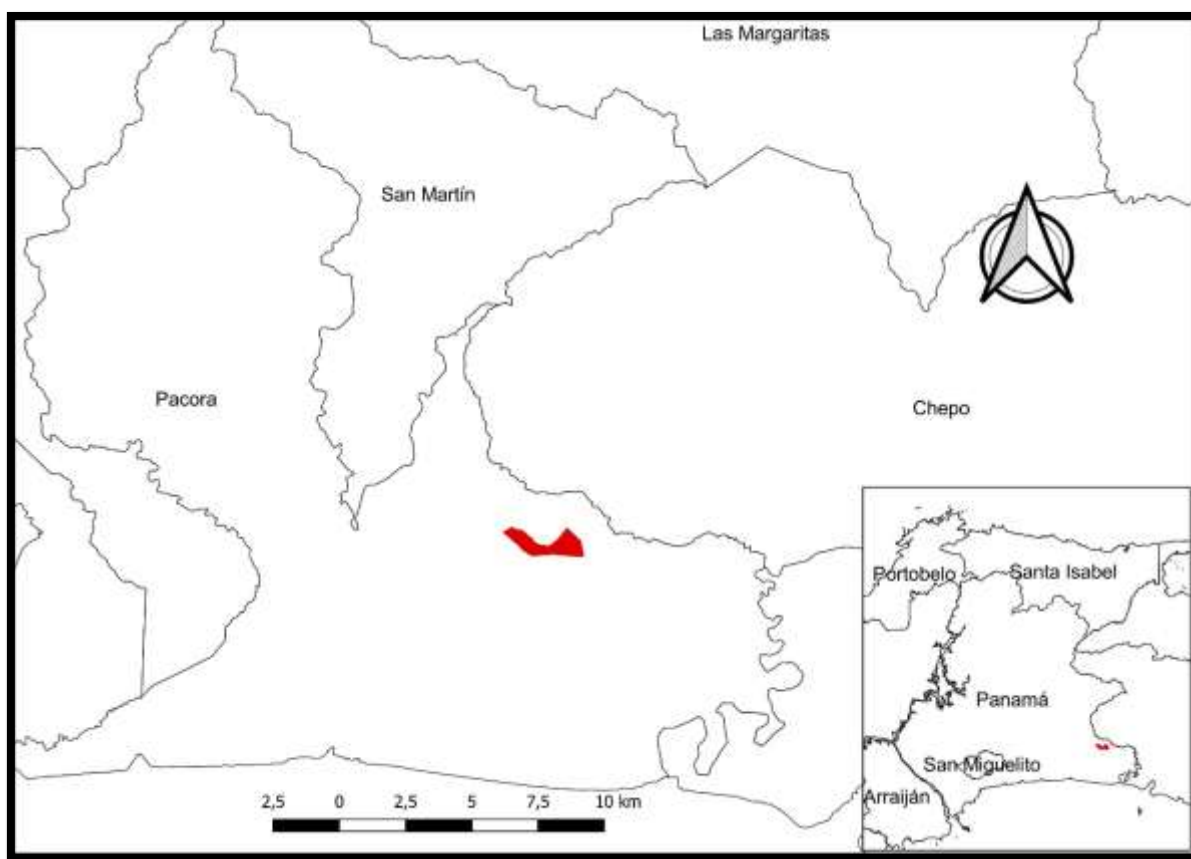 Las Margaritas
San Martín
Pacora
Chepo
Portobelo
Santa Isabel
Panamá
San Miguelito
Arraiján
2,5 0 2,5 5 7,5 10 km